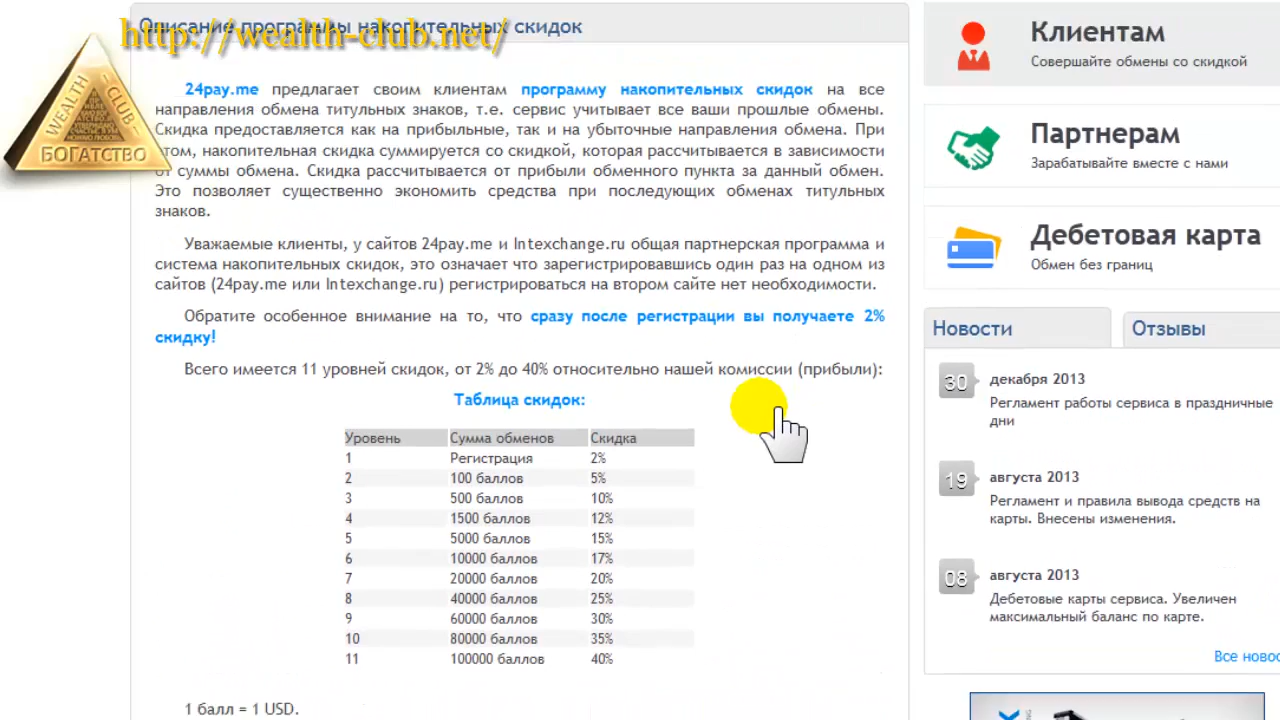 Описание программы накопительных скидок
http://wealth-club.net/
WEALTH
CLUB
БОГАТСТВО
24pay.me предлагает своим клиентам программу накопительных скидок на все
направления обмена титульных знаков, т.е. сервис учитывает все ваши прошлые обмены.
Скидка предоставляется как на прибыльные, так и на убыточные направления обмена. При
этом, накопительная скидка суммируется со скидкой, которая рассчитывается в зависимости
от суммы обмена. Скидка рассчитывается от прибыли обменного пункта за данный обмен.
Это позволяет существенно экономить средства при последующих обменах титульных
знаков.
Уважаемые клиенты, у сайтов 24pay.me и Intexchange.ru общая партнерская программа и
система накопительных скидок, это означает что зарегистрировавшись один раз на одном из
сайтов (24pay.me или Intexchange.ru) регистрироваться на втором сайте нет необходимости.
Обратите особенное внимание на то, что сразу после регистрации вы получаете 2%
скидку!
Всего имеется 11 уровней скидок, от 2% до 40% относительно нашей комиссии (прибыли):
Таблица скидок:
Уровень Сумма обменов Скидка
1 Регистрация 2%
2 100 баллов 5%
3 500 баллов 10%
4 1500 баллов 12%
5 5000 баллов 15%
6 10000 баллов 17%
7 20000 баллов 20%
8 40000 баллов 25%
9 60000 баллов 30%
10 80000 баллов 35%
11 100000 баллов 40%
1 балл = 1 USD.
Клиентам
Совершайте обмены со скидкой
Партнерам
Зарабатывайте вместе с нами
Дебетовая карта
Обмен без границ
Новости Отзывы
30 декабря 2013
Регламент работы сервиса в праздничные
дни
19 августа 2013
Регламент и правила вывода средств на
карты. Внесены изменения.
08 августа 2013
Дебетовые карты сервиса. Увеличен
максимальный баланс по карте.
Все новос